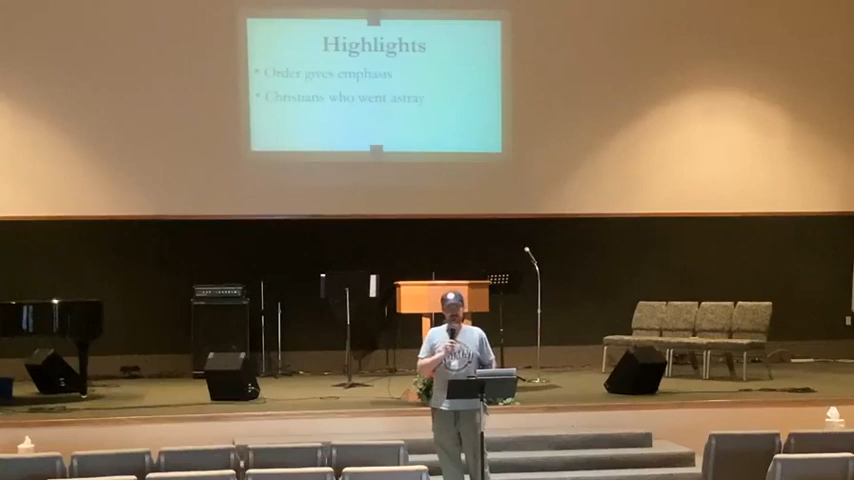 Highlights
• Order gives emphasis
• Christians who went astray